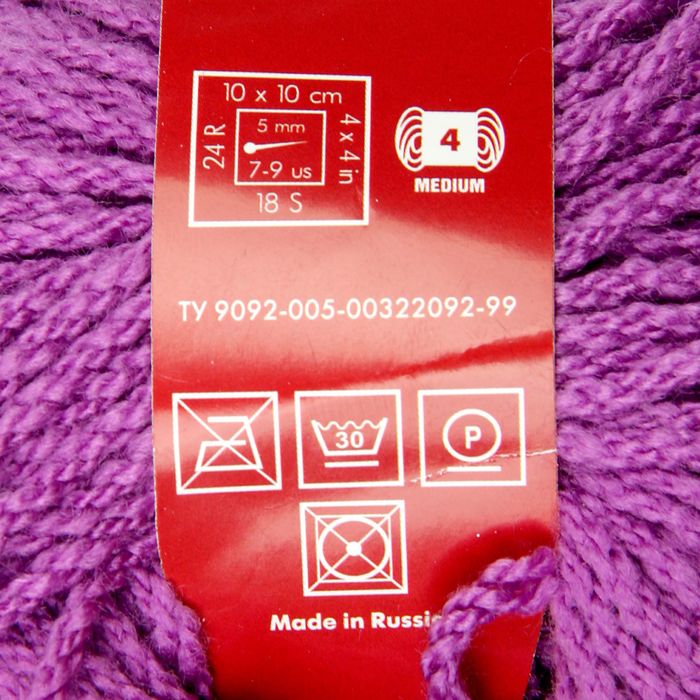 10 x 10 cm
24 R
5 mm
7-9 us
4 x 4 in
18 S
4
MEDIUM
ТУ 9092-005-00322092-99
30
P
Made in